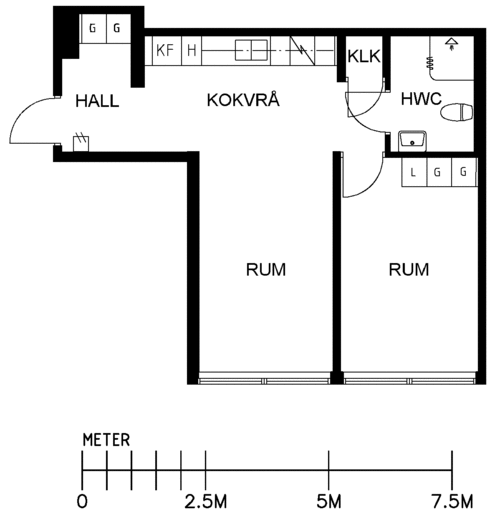 G G
KF H
KLK
HALL
KOKVRÅ
HWC
L G G
RUM
RUM
METER
0 2.5M 5M 7.5M